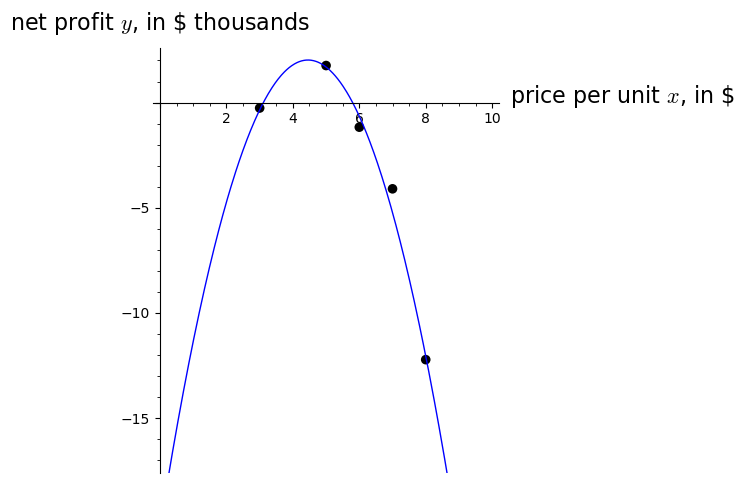 net profit y, in $ thousands
price per unit x, in $
2 4 6 8 10
−5
−10
−15